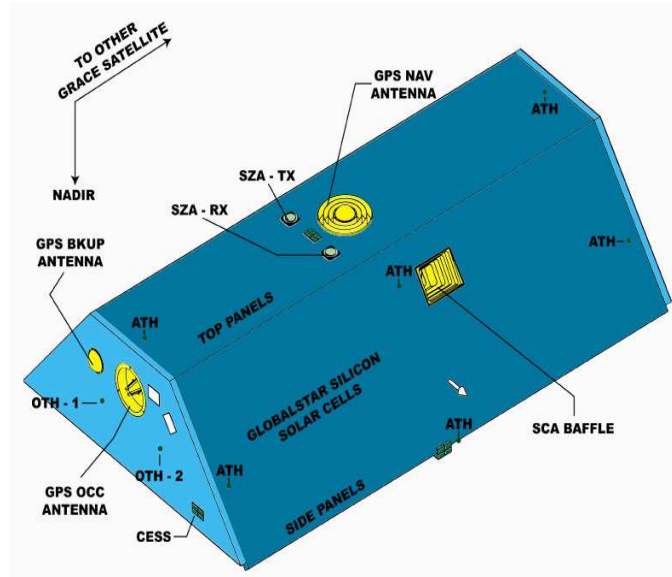 TO OTHER
GRACE SATELLITE
NADIR
GPS NAV
ANTENNA
ATH
SZA - TX
SZA - RX
GPS BKUP
ANTENNA
ATH
ATH
ATH
TOP PANELS
OTH - 1
GLOBALSTAR SILICON
SOLAR CELLS
SCA BAFFLE
ATH
ATH
OTH - 2
GPS OCC
ANTENNA
SIDE PANELS
CESS